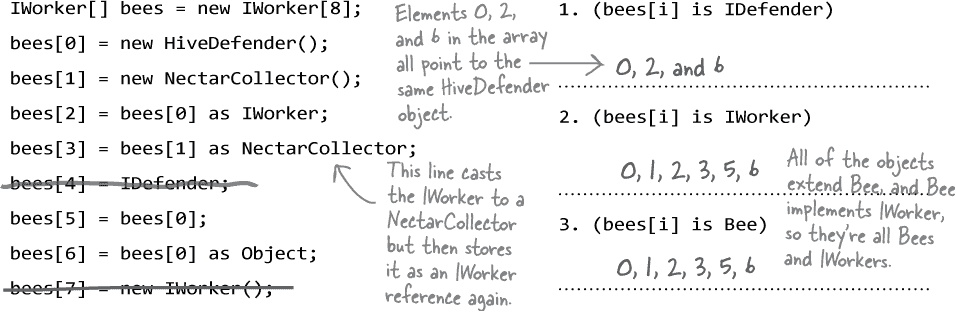 IWorker[] bees = new IWorker[8];
bees[0] = new HiveDefender();
bees[1] = new NectarCollector();
bees[2] = bees[0] as IWorker;
bees[3] = bees[1] as NectarCollector;
bees[4] = IDefender;
bees[5] = bees[0];
bees[6] = bees[0] as Object;
bees[7] = new IWorker();
Elements 0, 2,
and 6 in the array
all point to the
same HiveDefender
object.
This line casts
the IWorker to a
NectarCollector
but then stores
it as an IWorker
reference again.
1. (bees[i] is IDefender)
0, 2, and 6
2. (bees[i] is IWorker)
0, 1, 2, 3, 5, 6
3. (bees[i] is Bee)
0, 1, 2, 3, 5, 6
All of the objects
extend Bee, and Bee
implements IWorker,
so they're all Bees
and IWorkers.